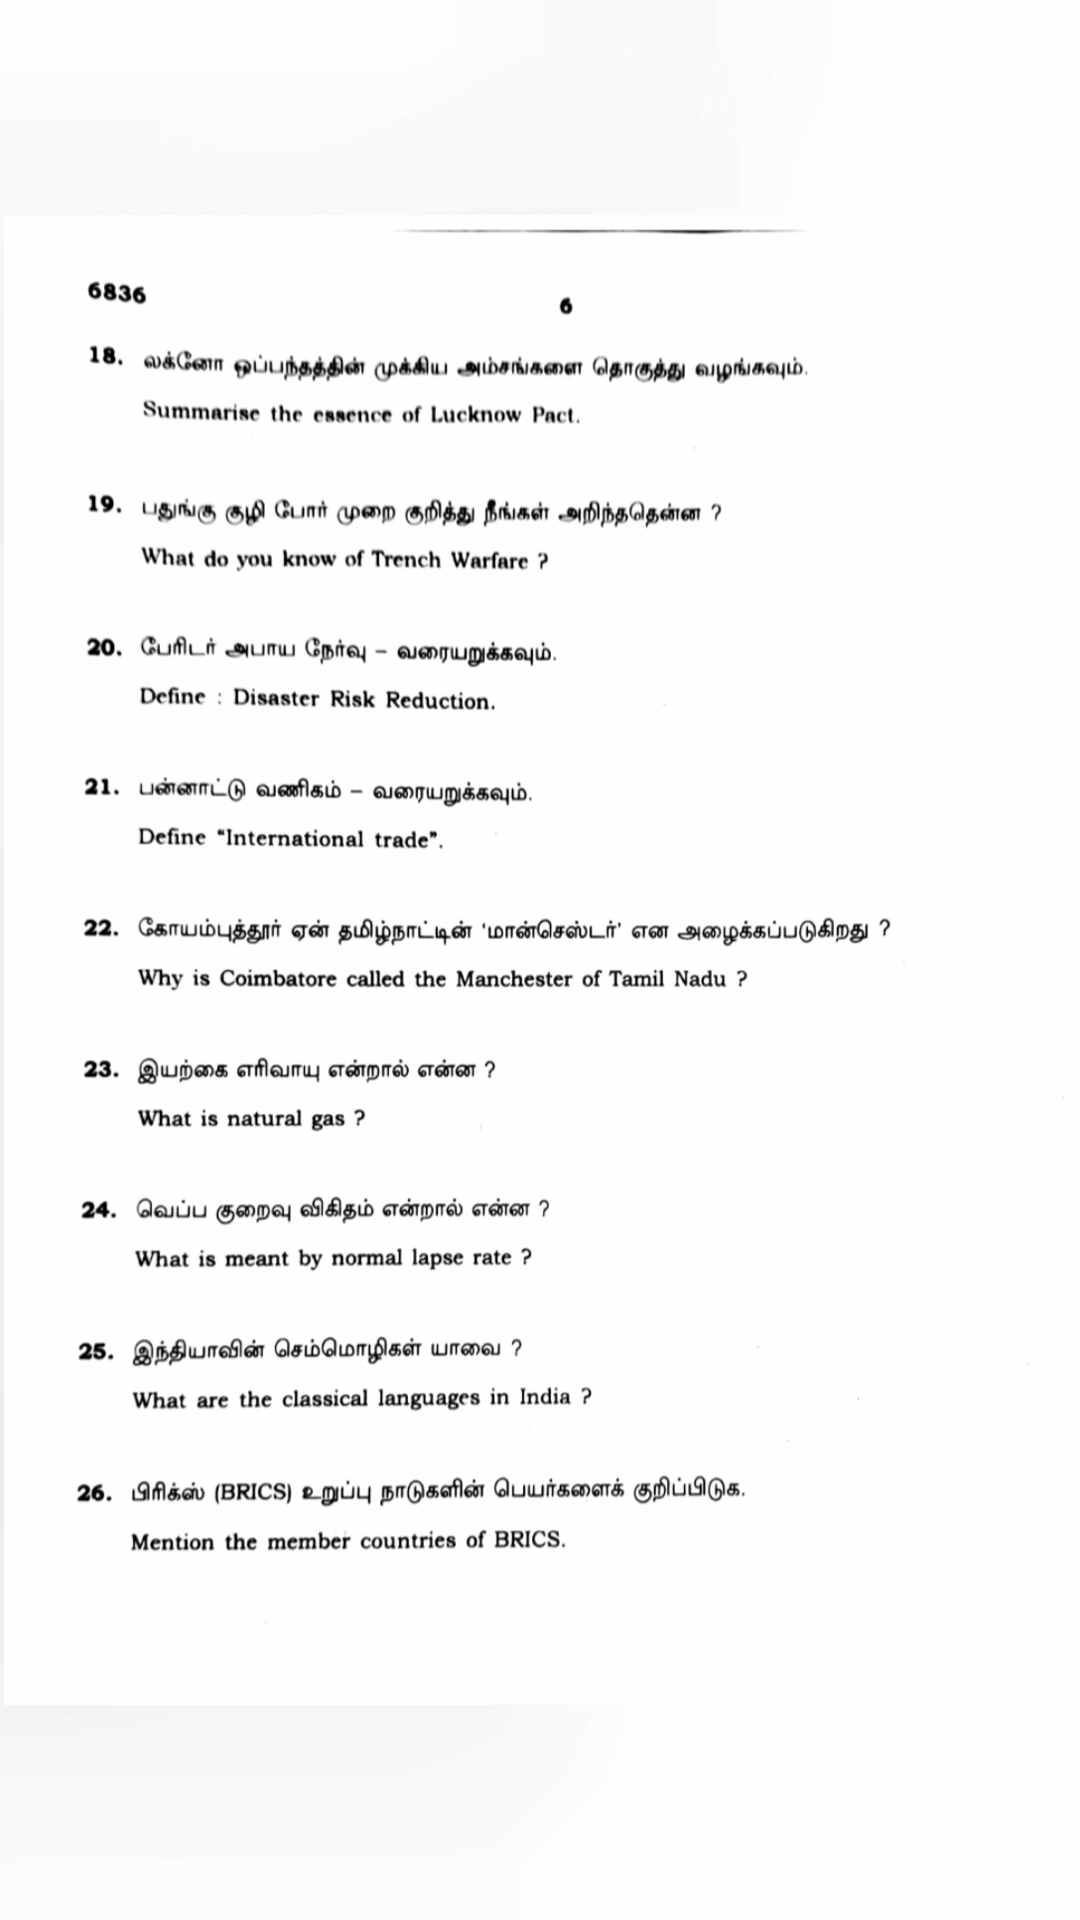 6836
6
18. லக்னோ ஒப்பந்தத்தின் முக்கிய அம்சங்களை தொகுத்து வழங்கவும்.
Summarise the essence of Lucknow Pact.
19. பதுங்கு குழி போர் முறை குறித்து நீங்கள் அறிந்ததென்ன ?
What do you know of Trench Warfare ?
20. பேரிடர் அபாய நேர்வு – வரையறுக்கவும்.
Define : Disaster Risk Reduction.
21. பன்னாட்டு வணிகம் – வரையறுக்கவும்.
Define “International trade”.
22. கோயம்புத்தூர் ஏன் தமிழ்நாட்டின் 'மான்செஸ்டர்' என அழைக்கப்படுகிறது ?
Why is Coimbatore called the Manchester of Tamil Nadu ?
23. இயற்கை எரிவாயு என்றால் என்ன ?
What is natural gas ?
24. வெப்ப குறைவு விகிதம் என்றால் என்ன ?
What is meant by normal lapse rate ?
25. இந்தியாவின் செம்மொழிகள் யாவை ?
What are the classical languages in India ?
26. பிரிக்ஸ் (BRICS) உறுப்பு நாடுகளின் பெயர்களைக் குறிப்பிடுக.
Mention the member countries of BRICS.